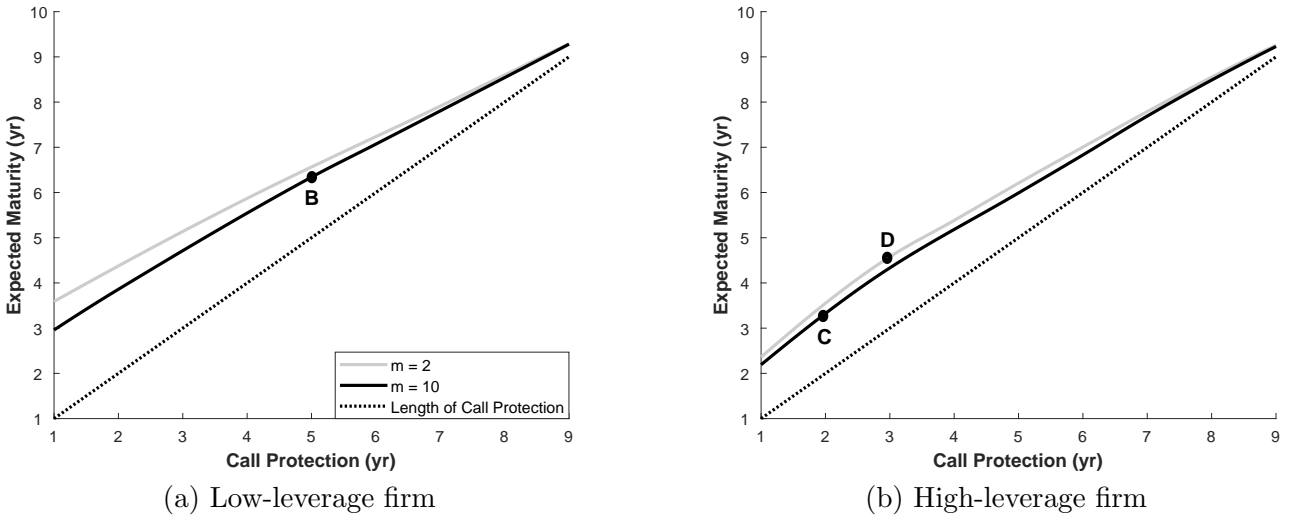 10
9
8
7
6
5
4
3
2
1
Expected Maturity (yr)
B
m = 2
m = 10
Length of Call Protection
1 2 3 4 5 6 7 8 9
Call Protection (yr)
(a) Low-leverage firm
10
9
8
7
6
5
4
3
2
1
Expected Maturity (yr)
D
C
1 2 3 4 5 6 7 8 9
Call Protection (yr)
(b) High-leverage firm